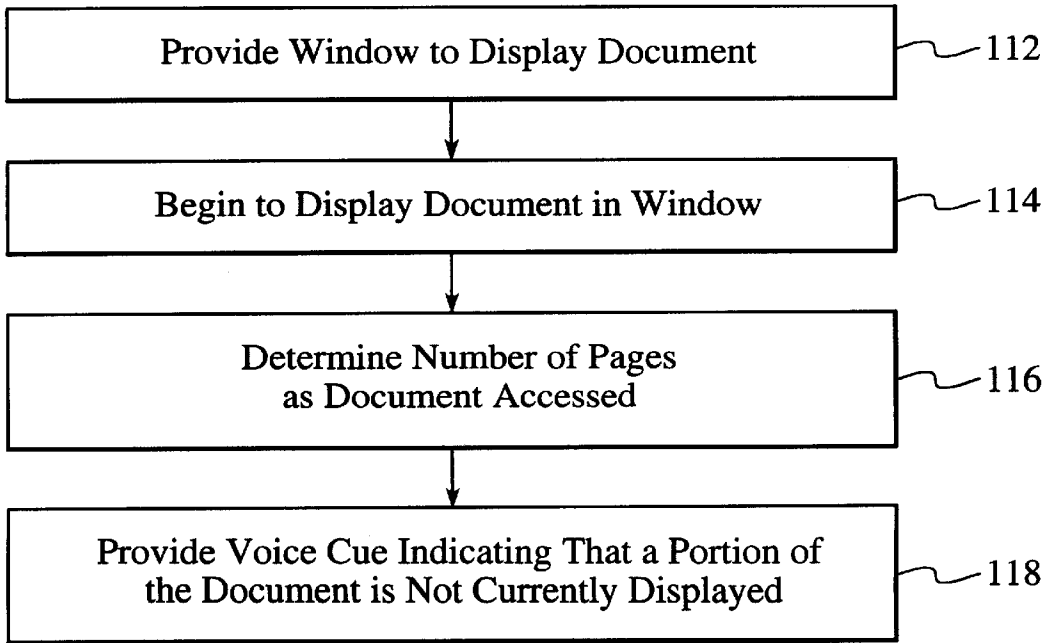 Provide Window to Display Document
112
Begin to Display Document in Window
114
Determine Number of Pages
as Document Accessed
116
Provide Voice Cue Indicating That a Portion of
the Document is Not Currently Displayed
118